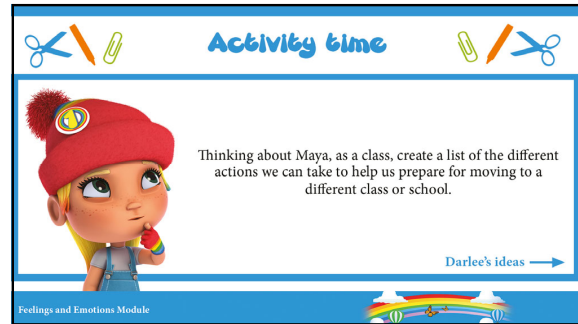 Activity time
Thinking about Maya, as a class, create a list of the different
actions we can take to help us prepare for moving to a
different class or school.
Darlee's ideas
Feelings and Emotions Module